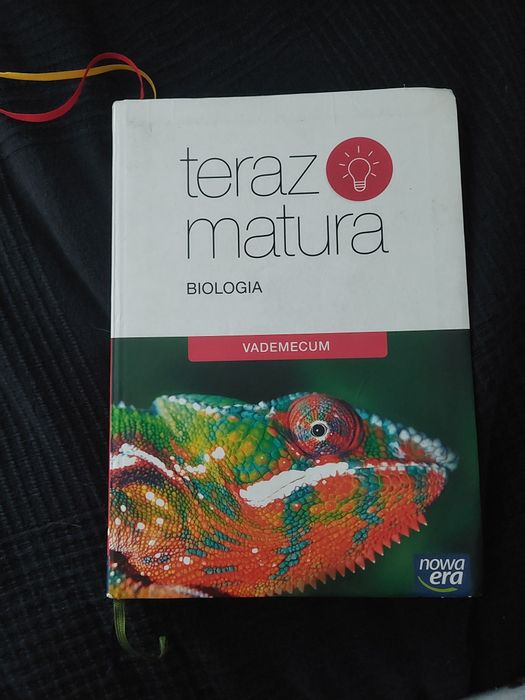 teraz
matura
BIOLOGIA
VADEMECUM
nowa
era